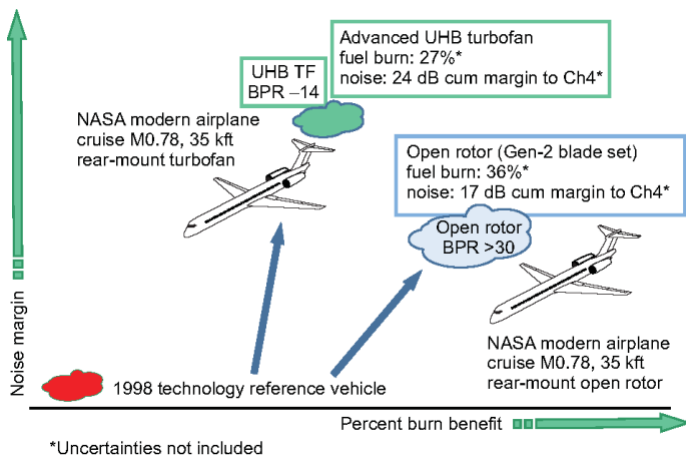 Advanced UHB turbofan
fuel burn: 27%*
noise: 24 dB cum margin to Ch4*
UHB TF
BPR –14
NASA modern airplane
cruise M0.78, 35 kft
rear-mount turbofan
Open rotor (Gen-2 blade set)
fuel burn: 36%*
noise: 17 dB cum margin to Ch4*
Open rotor
BPR >30
NASA modern airplane
cruise M0.78, 35 kft
rear-mount open rotor
Noise margin
1998 technology reference vehicle
Percent burn benefit
*Uncertainties not included